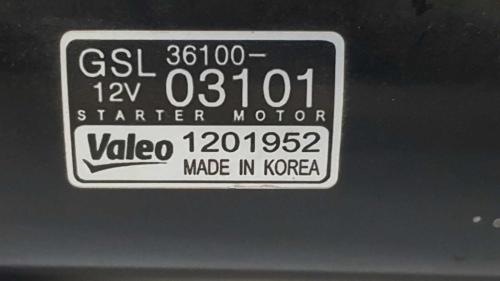 GSL 36100-
12V 03101
STARTER MOTOR
Valeo 1201952
MADE IN KOREA